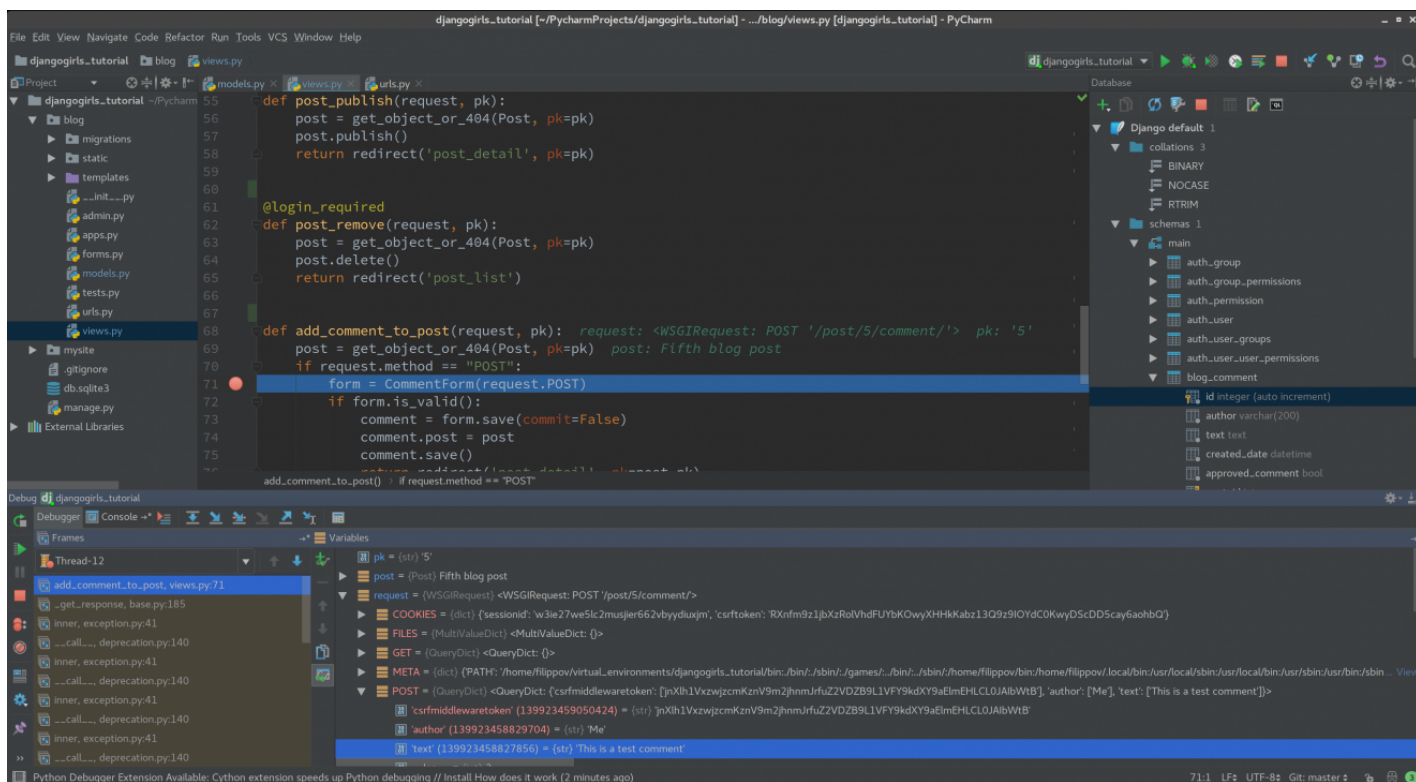 djangogirls_tutorial [~/PycharmProjects/djangogirls_tutorial] - .../blog/views.py [djangogirls_tutorial] - PyCharm
File Edit View Navigate Code Refactor Run Tools VCS Window Help
djangogirls_tutorial blog views.py
dj djangogirls_tutorial
Project
models.py views.py urls.py
Database
djangogirls_tutorial ~/Pycharm
blog
migrations
static
templates
__init__.py
admin.py
apps.py
forms.py
models.py
tests.py
urls.py
views.py
mysite
.gitignore
db.sqlite3
manage.py
External Libraries
55 def post_publish(request, pk):
56 post = get_object_or_404(Post, pk=pk)
57 post.publish()
58 return redirect('post_detail', pk=pk)
59
60
61 @login_required
62 def post_remove(request, pk):
63 post = get_object_or_404(Post, pk=pk)
64 post.delete()
65 return redirect('post_list')
66
67
68 def add_comment_to_post(request, pk): request: <WSGIRequest: POST '/post/5/comment/'> pk: '5'
69 post = get_object_or_404(Post, pk=pk) post: Fifth blog post
70 if request.method == "POST":
71 form = CommentForm(request.POST)
72 if form.is_valid():
73 comment = form.save(commit=False)
74 comment.post = post
75 comment.save()
return redirect('post_detail', pk=post.pk)
add_comment_to_post() › if request.method == "POST"
Django default 1
collations 3
BINARY
NOCASE
RTRIM
schemas 1
main
auth_group
auth_group_permissions
auth_permission
auth_user
auth_user_groups
auth_user_user_permissions
blog_comment
id integer (auto increment)
author varchar(200)
text text
created_date datetime
approved_comment bool
Debug dj djangogirls_tutorial
Debugger Console
Frames
Thread-12
add_comment_to_post, views.py:71
_get_response, base.py:185
inner, exception.py:41
__call__, deprecation.py:140
inner, exception.py:41
__call__, deprecation.py:140
inner, exception.py:41
__call__, deprecation.py:140
inner, exception.py:41
__call__, deprecation.py:140
Variables
pk = {str} '5'
post = {Post} Fifth blog post
request = {WSGIRequest} <WSGIRequest: POST '/post/5/comment/'>
COOKIES = {dict} {'sessionid': 'w3ie27we5lc2musjier662vbyydiuxjm', 'csrftoken': 'RXnfm9z1jbXzRolVhdFUYbKOwyXHHkKabz13Q9z9lOYdC0KwyDScDD5cay6aohbQ'}
FILES = {MultiValueDict} <MultiValueDict: {}>
GET = {QueryDict} <QueryDict: {}>
META = {dict} {'PATH': '/home/filippov/virtual_environments/djangogirls_tutorial/bin:./bin/:./sbin/:./games/:../bin/:../sbin/:/home/filippov/bin:/home/filippov/.local/bin:/usr/local/sbin:/usr/local/bin:/usr/sbin:/usr/bin:/sbin ... View
POST = {QueryDict} <QueryDict: {'csrfmiddlewaretoken': ['jnXlh1VxzwjzcmKznV9m2jhnmJrfuZ2VDZB9L1VFY9kdXY9aElmEHLCL0JAlbWtB'], 'author': ['Me'], 'text': ['This is a test comment']}>
'csrfmiddlewaretoken' (139923459050424) = {str} 'jnXlh1VxzwjzcmKznV9m2jhnmJrfuZ2VDZB9L1VFY9kdXY9aElmEHLCL0JAlbWtB'
'author' (139923458829704) = {str} 'Me'
'text' (139923458827856) = {str} 'This is a test comment'
Python Debugger Extension Available: Cython extension speeds up Python debugging // Install How does it work (2 minutes ago)
71:1 LF UTF-8 Git: master